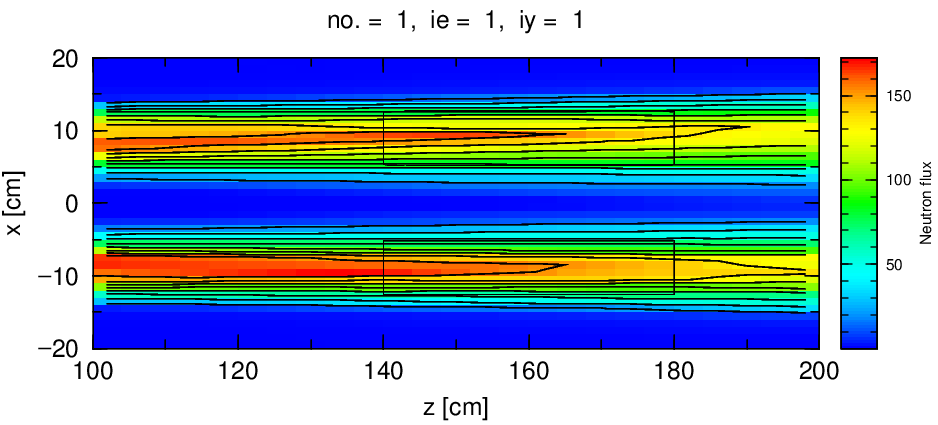 no. = 1, ie = 1, iy = 1
20
10
0
−10
−20
x [cm]
100 120 140 160 180 200
z [cm]
150
100
50
Neutron flux